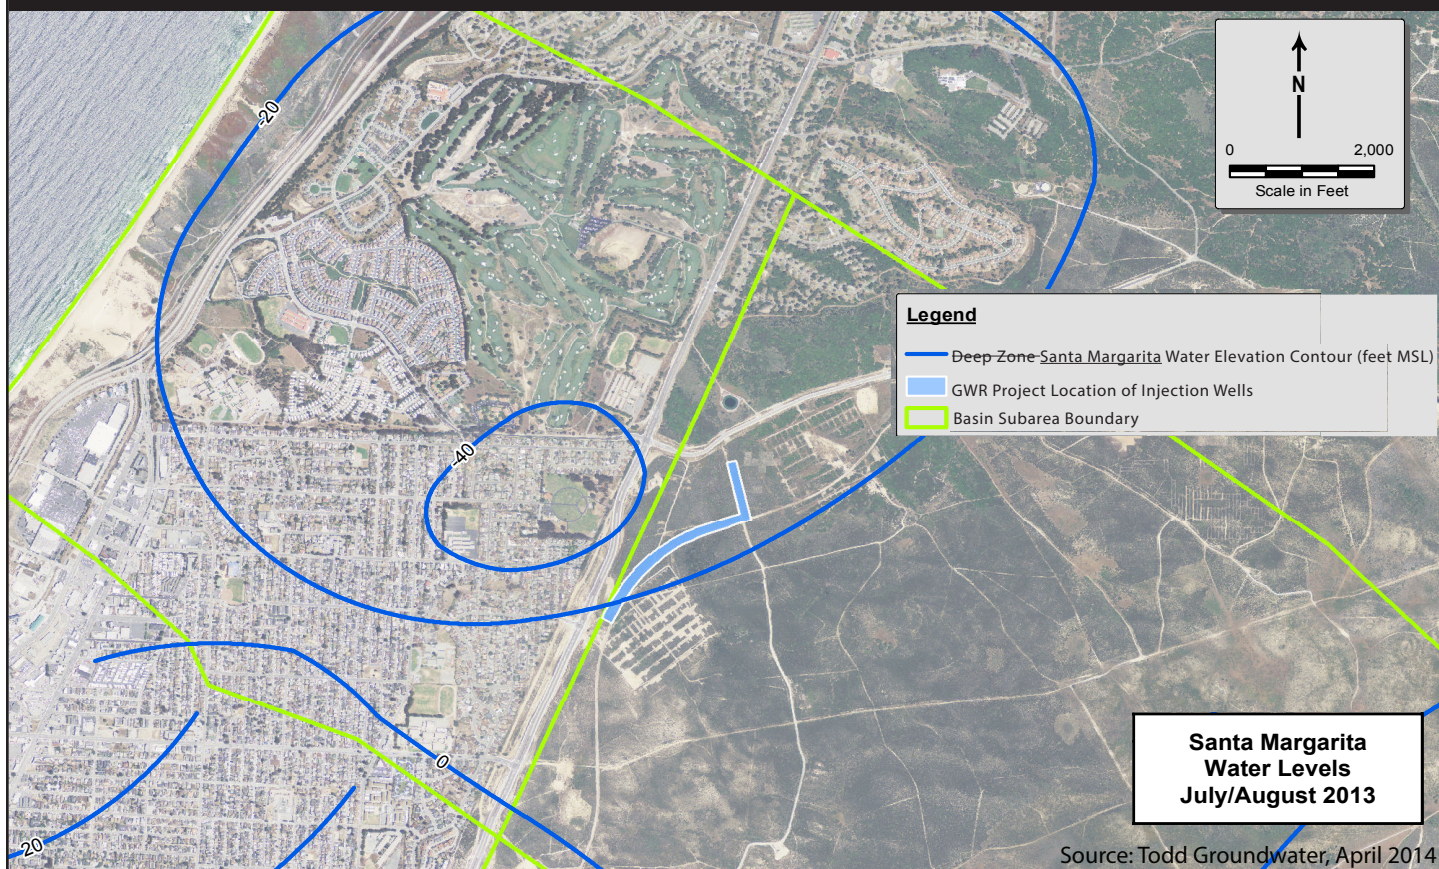 -20
N
0 2,000
Scale in Feet
Legend
Deep Zone Santa Margarita Water Elevation Contour (feet MSL)
GWR Project Location of Injection Wells
Basin Subarea Boundary
-40
0
20
Santa Margarita
Water Levels
July/August 2013
Source: Todd Groundwater, April 2014